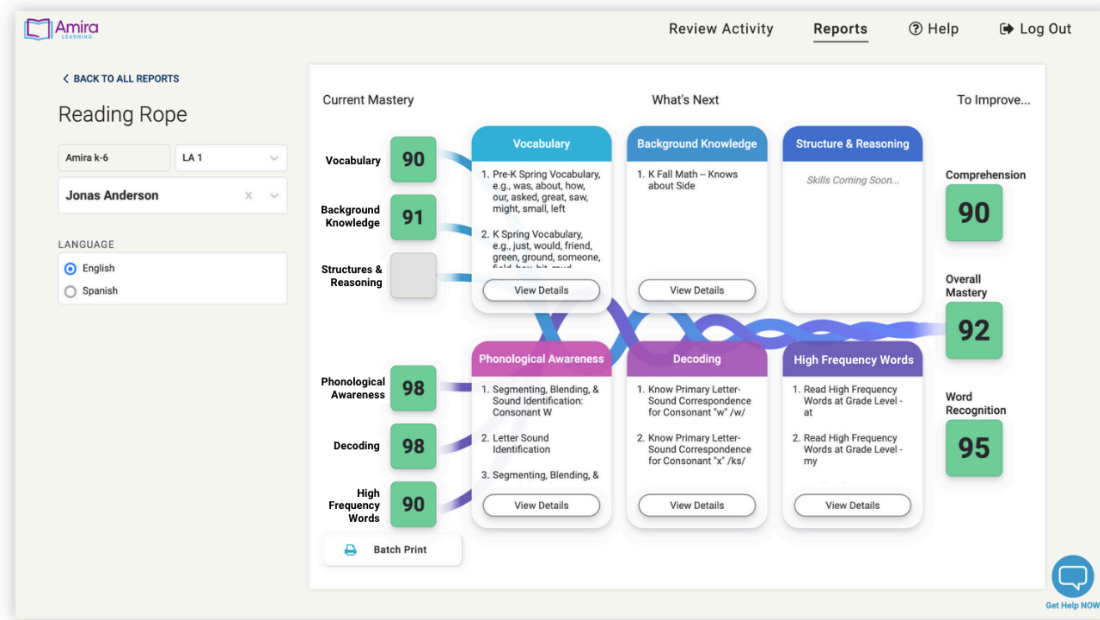 Amira
LEARNING
Review Activity
Reports
Help
Log Out
BACK TO ALL REPORTS
Reading Rope
Amira k-6
LA 1
Jonas Anderson
LANGUAGE
English
Spanish
Current Mastery
What's Next
To Improve...
Vocabulary
90
Background
Knowledge
91
Structures &
Reasoning
Phonological
Awareness
98
Decoding
98
High
Frequency
Words
90
Batch Print
Vocabulary
1. Pre-K Spring Vocabulary,
e.g., was, about, how,
our, asked, great, saw,
might, small, left
2. K Spring Vocabulary,
e.g., just, would, friend,
green, ground, someone,
field, box, hit, mud
View Details
Background Knowledge
1. K Fall Math – Knows
about Side
View Details
Structure & Reasoning
Skills Coming Soon...
Phonological Awareness
1. Segmenting, Blending, &
Sound Identification:
Consonant W
2. Letter Sound
Identification
3. Segmenting, Blending, &
View Details
Decoding
1. Know Primary Letter-
Sound Correspondence
for Consonant "w" /w/
2. Know Primary Letter-
Sound Correspondence
for Consonant "x" /ks/
View Details
High Frequency Words
1. Read High Frequency
Words at Grade Level -
at
2. Read High Frequency
Words at Grade Level -
my
View Details
Comprehension
90
Overall
Mastery
92
Word
Recognition
95
Get Help NOW